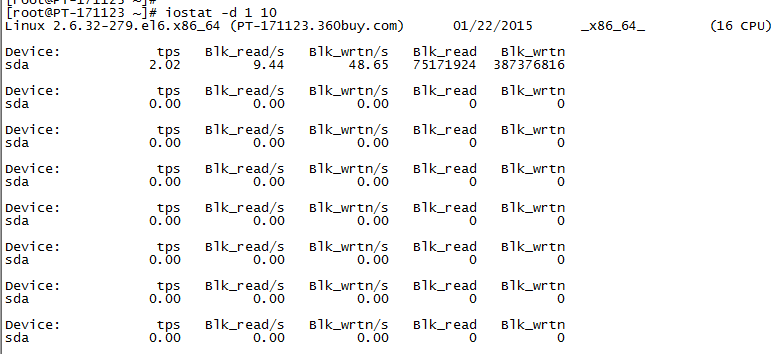 [root@PT-171123 ~]#
[root@PT-171123 ~]# iostat -d 1 10
Linux 2.6.32-279.el6.x86_64 (PT-171123.360buy.com) 01/22/2015 _x86_64_ (16 CPU)
Device: tps Blk_read/s Blk_wrtn/s Blk_read Blk_wrtn
sda 2.02 9.44 48.65 75171924 387376816
Device: tps Blk_read/s Blk_wrtn/s Blk_read Blk_wrtn
sda 0.00 0.00 0.00 0 0
Device: tps Blk_read/s Blk_wrtn/s Blk_read Blk_wrtn
sda 0.00 0.00 0.00 0 0
Device: tps Blk_read/s Blk_wrtn/s Blk_read Blk_wrtn
sda 0.00 0.00 0.00 0 0
Device: tps Blk_read/s Blk_wrtn/s Blk_read Blk_wrtn
sda 0.00 0.00 0.00 0 0
Device: tps Blk_read/s Blk_wrtn/s Blk_read Blk_wrtn
sda 0.00 0.00 0.00 0 0
Device: tps Blk_read/s Blk_wrtn/s Blk_read Blk_wrtn
sda 0.00 0.00 0.00 0 0
Device: tps Blk_read/s Blk_wrtn/s Blk_read Blk_wrtn
sda 0.00 0.00 0.00 0 0